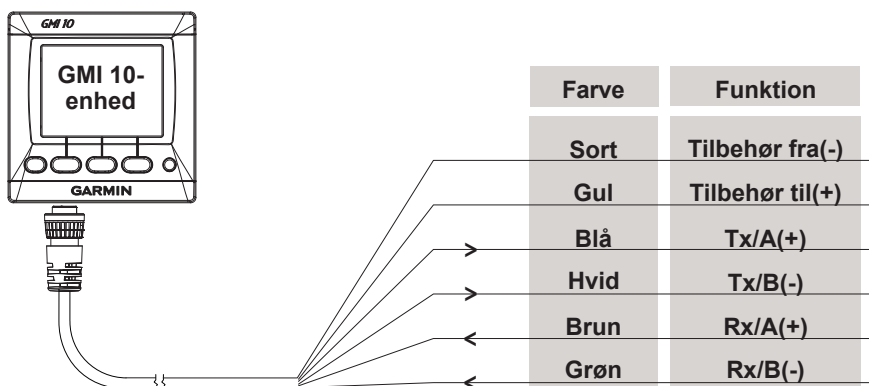 GMI 10
GMI 10-
enhed
GARMIN
Farve Funktion
Sort Tilbehør fra(-)
Gul Tilbehør til(+)
Blå Tx/A(+)
Hvid Tx/B(-)
Brun Rx/A(+)
Grøn Rx/B(-)